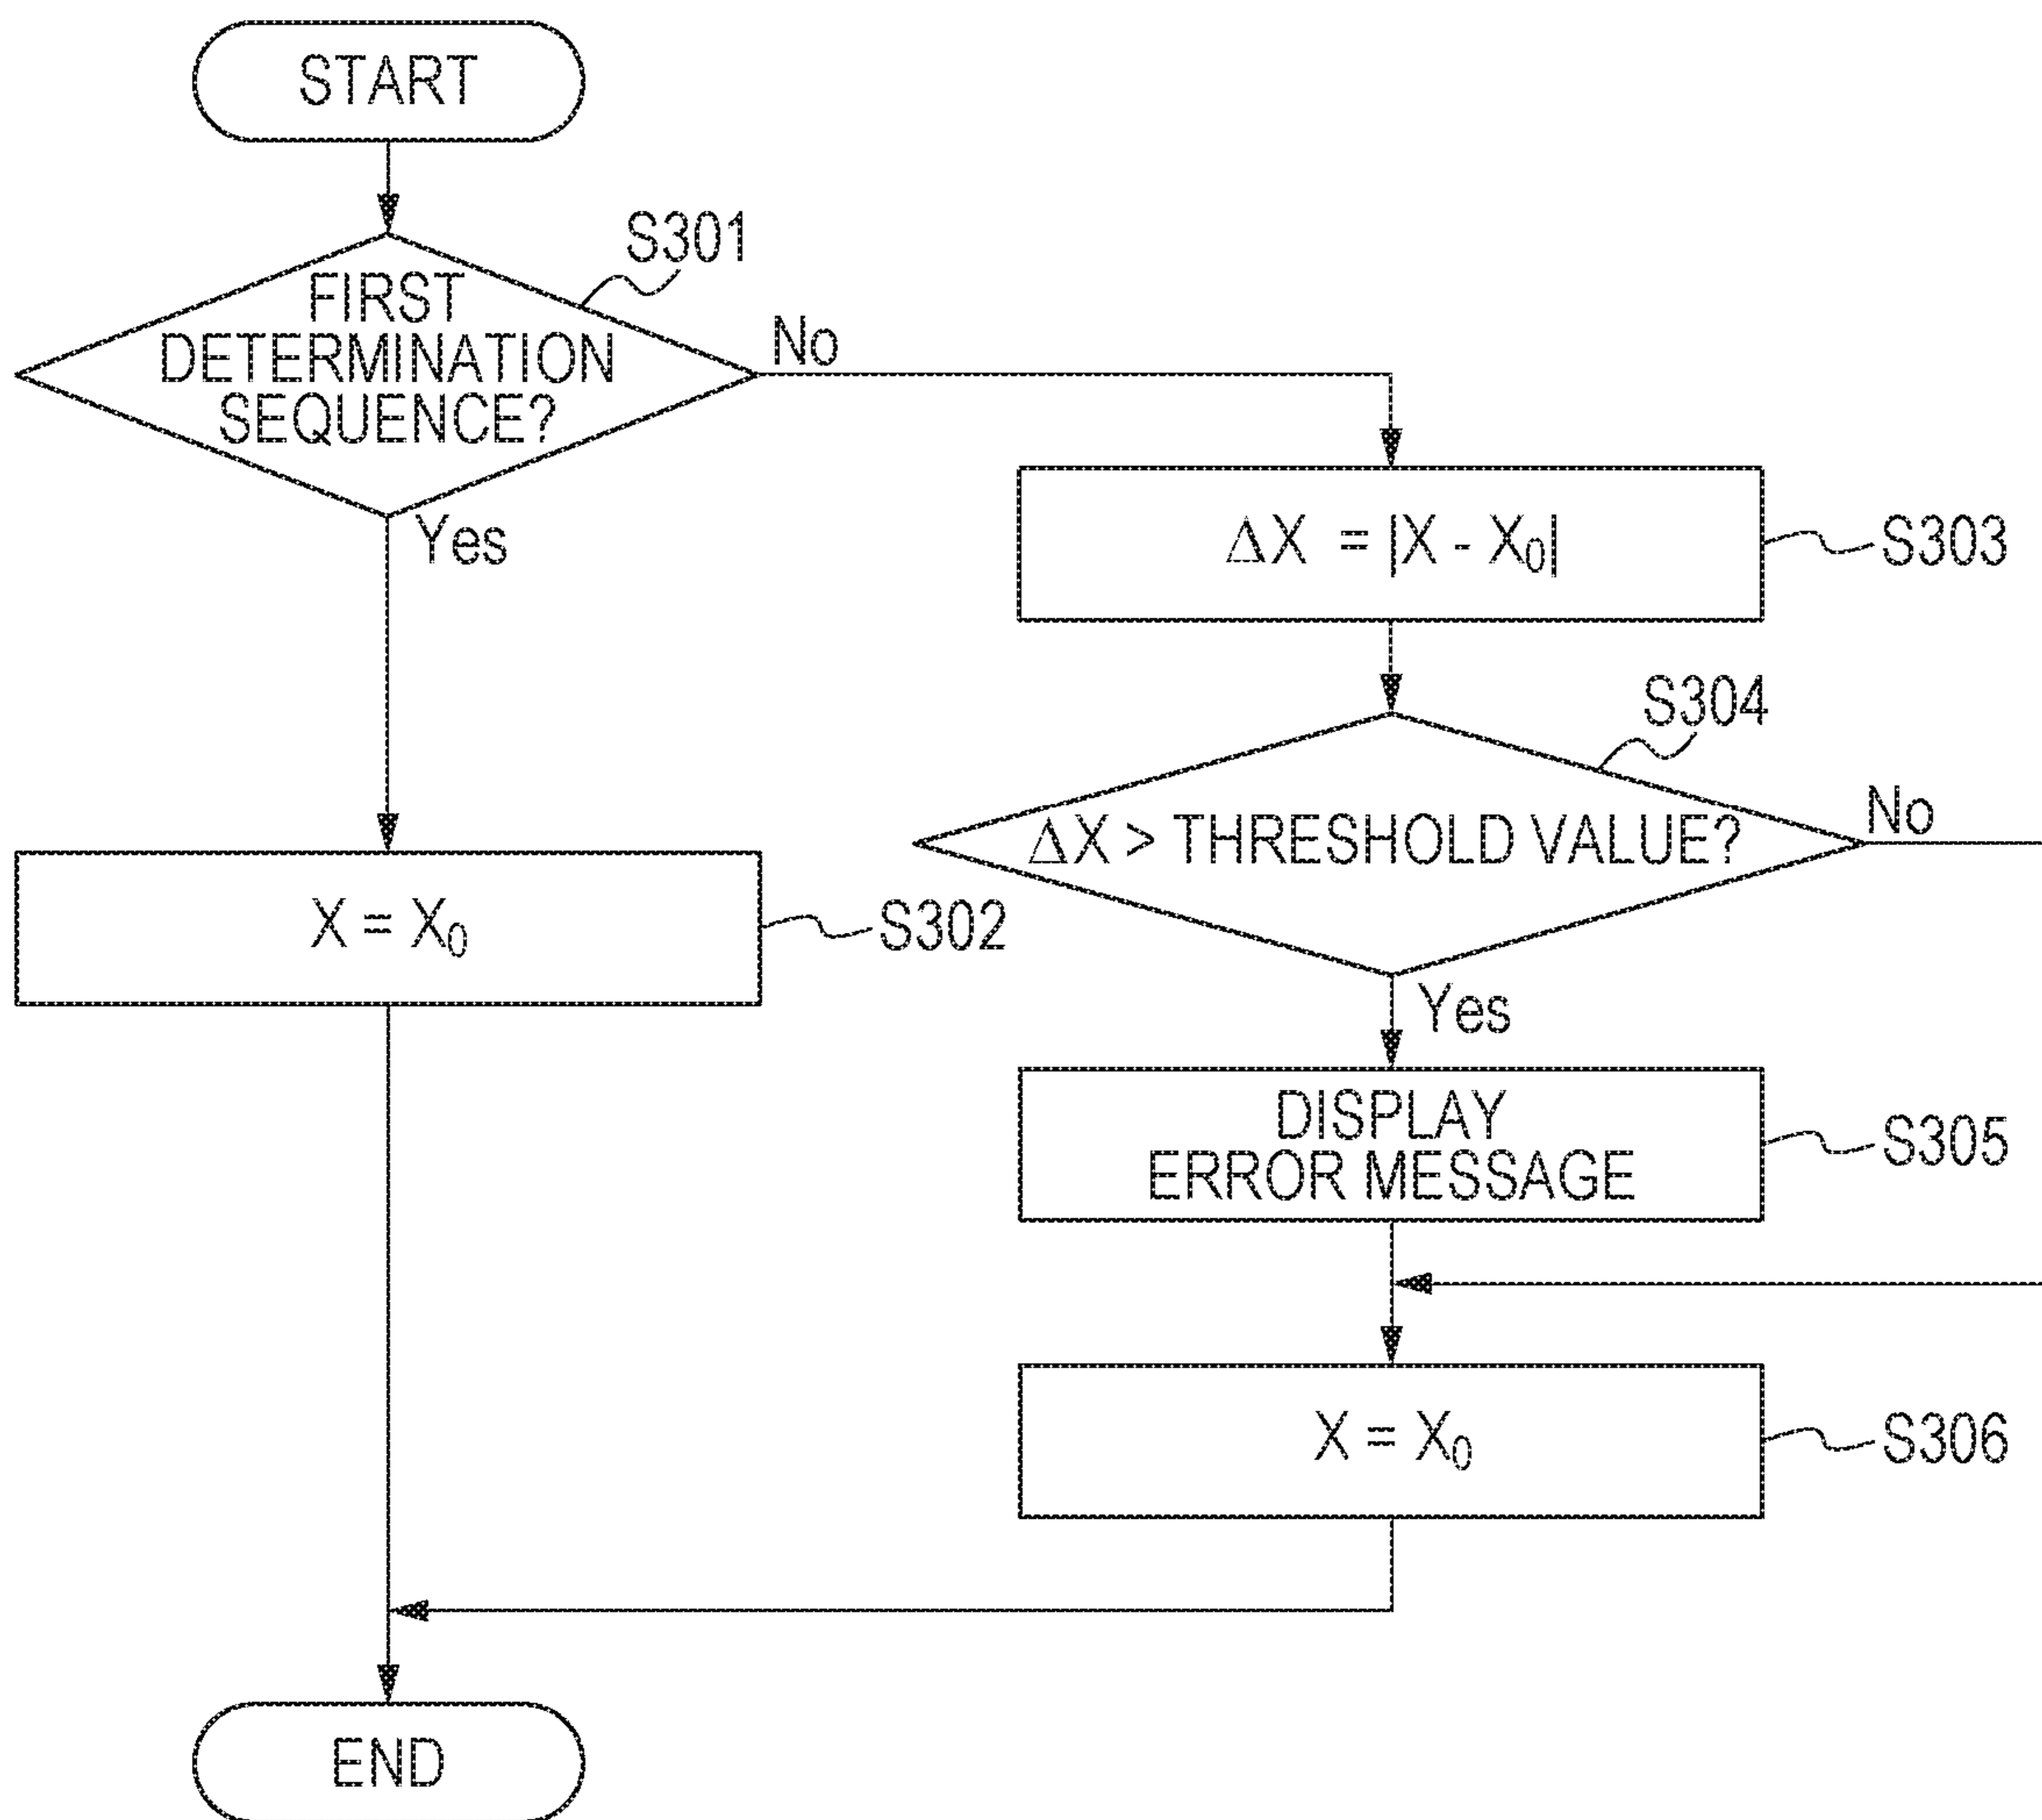 START
S301
FIRST
DETERMINATION
SEQUENCE?
No
Yes
ΔX = |X - X₀|
S303
S304
ΔX > THRESHOLD VALUE?
No
X = X₀
S302
Yes
DISPLAY
ERROR MESSAGE
S305
X = X₀
S306
END